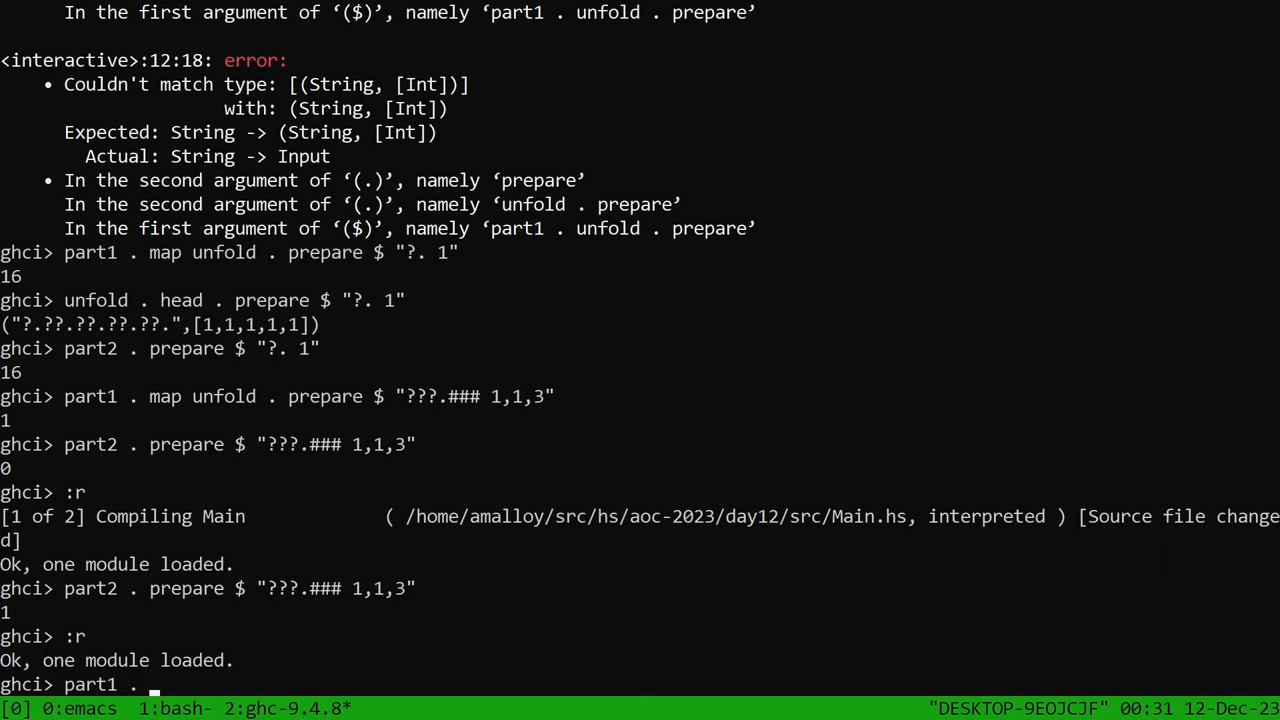 In the first argument of ‘($)’, namely ‘part1 . unfold . prepare’
<interactive>:12:18: error:
• Couldn't match type: [(String, [Int])]
with: (String, [Int])
Expected: String -> (String, [Int])
Actual: String -> Input
• In the second argument of ‘(.)’, namely ‘prepare’
In the second argument of ‘(.)’, namely ‘unfold . prepare’
In the first argument of ‘($)’, namely ‘part1 . unfold . prepare’
ghci> part1 . map unfold . prepare $ "?. 1"
16
ghci> unfold . head . prepare $ "?. 1"
("?.??.??.??.??.",[1,1,1,1,1])
ghci> part2 . prepare $ "?. 1"
16
ghci> part1 . map unfold . prepare $ "???.### 1,1,3"
1
ghci> part2 . prepare $ "???.### 1,1,3"
0
ghci> :r
[1 of 2] Compiling Main             ( /home/amalloy/src/hs/aoc-2023/day12/src/Main.hs, interpreted ) [Source file change
d]
Ok, one module loaded.
ghci> part2 . prepare $ "???.### 1,1,3"
1
ghci> :r
Ok, one module loaded.
ghci> part1 .
[0] 0:emacs  1:bash- 2:ghc-9.4.8* "DESKTOP-9EOJCJF" 00:31 12-Dec-23